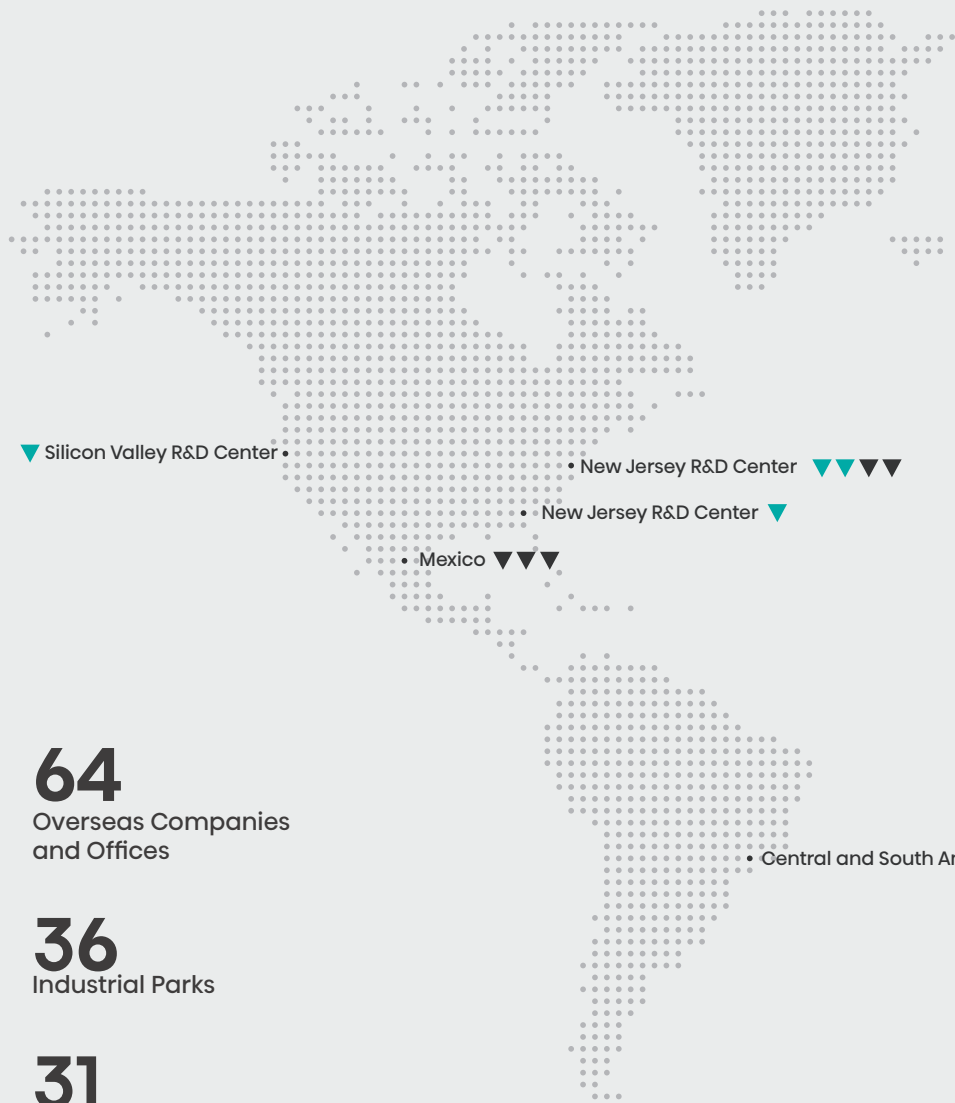 Silicon Valley R&D Center
New Jersey R&D Center
New Jersey R&D Center
Mexico
64
Overseas Companies
and Offices
Central and South
36
Industrial Parks
31